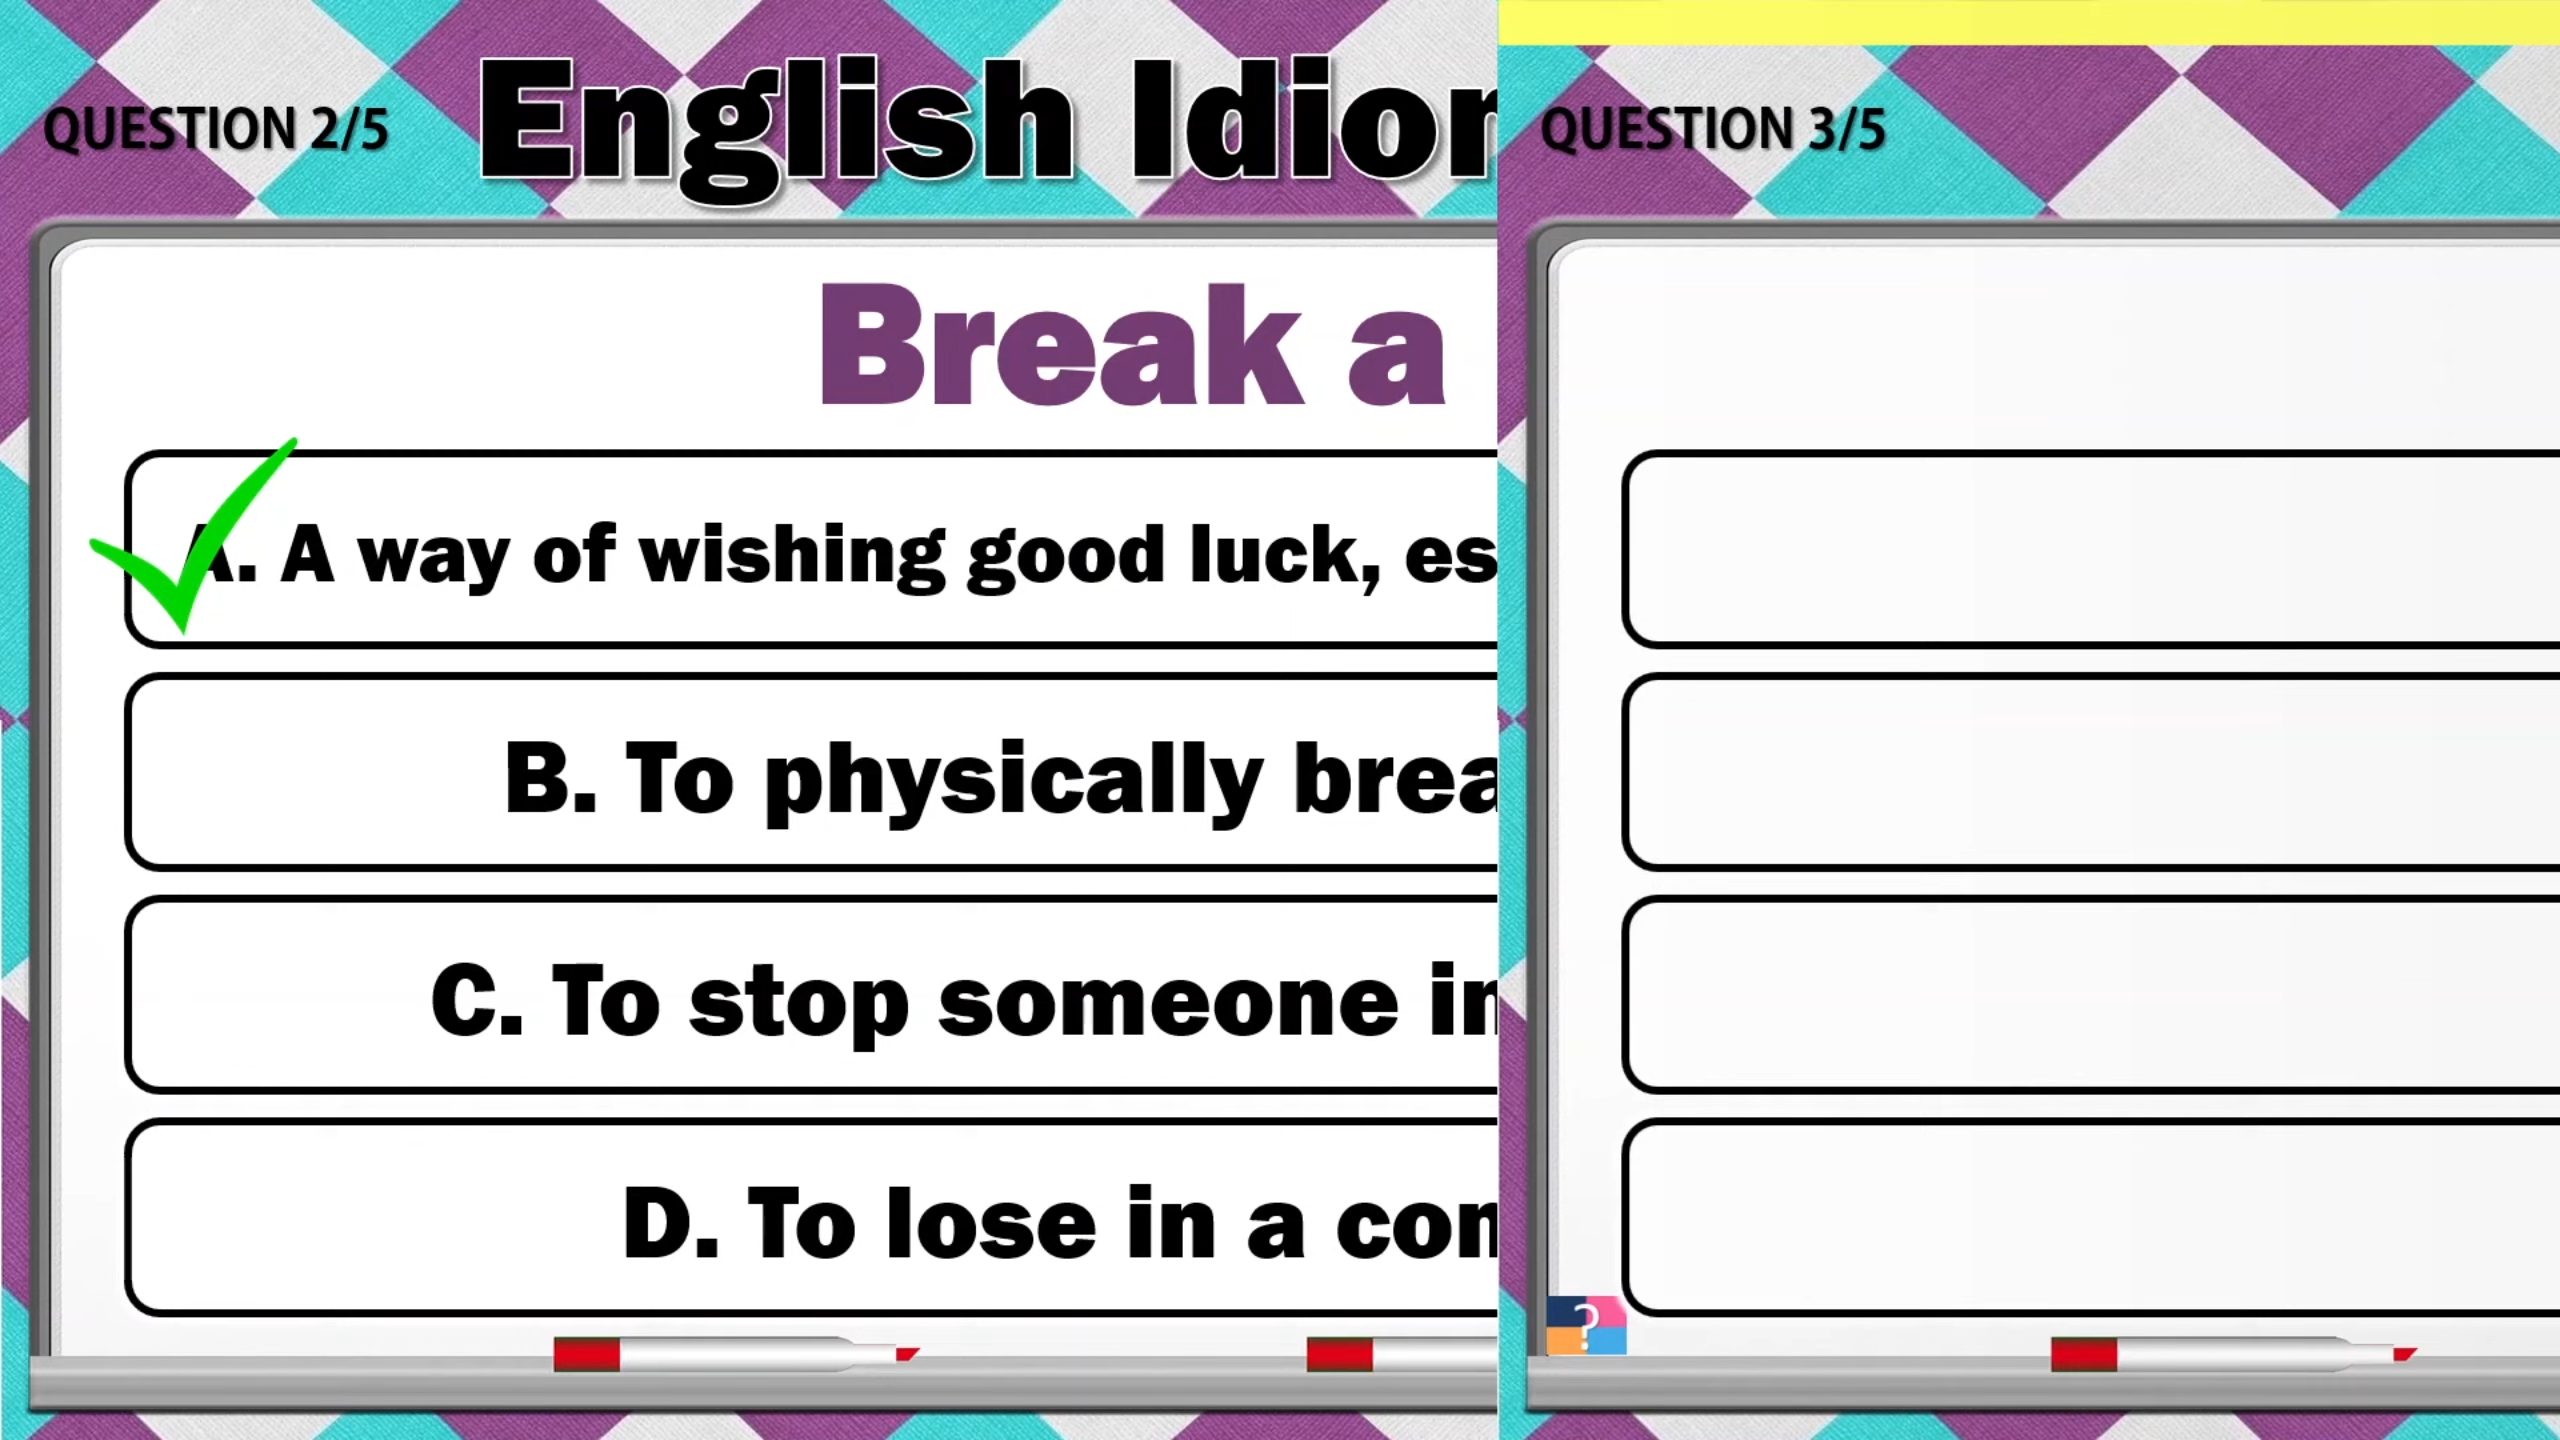 QUESTION 2/5
English Idiom
Break a
A. A way of wishing good luck, es
B. To physically brea
C. To stop someone in
D. To lose in a con
QUESTION 3/5
?